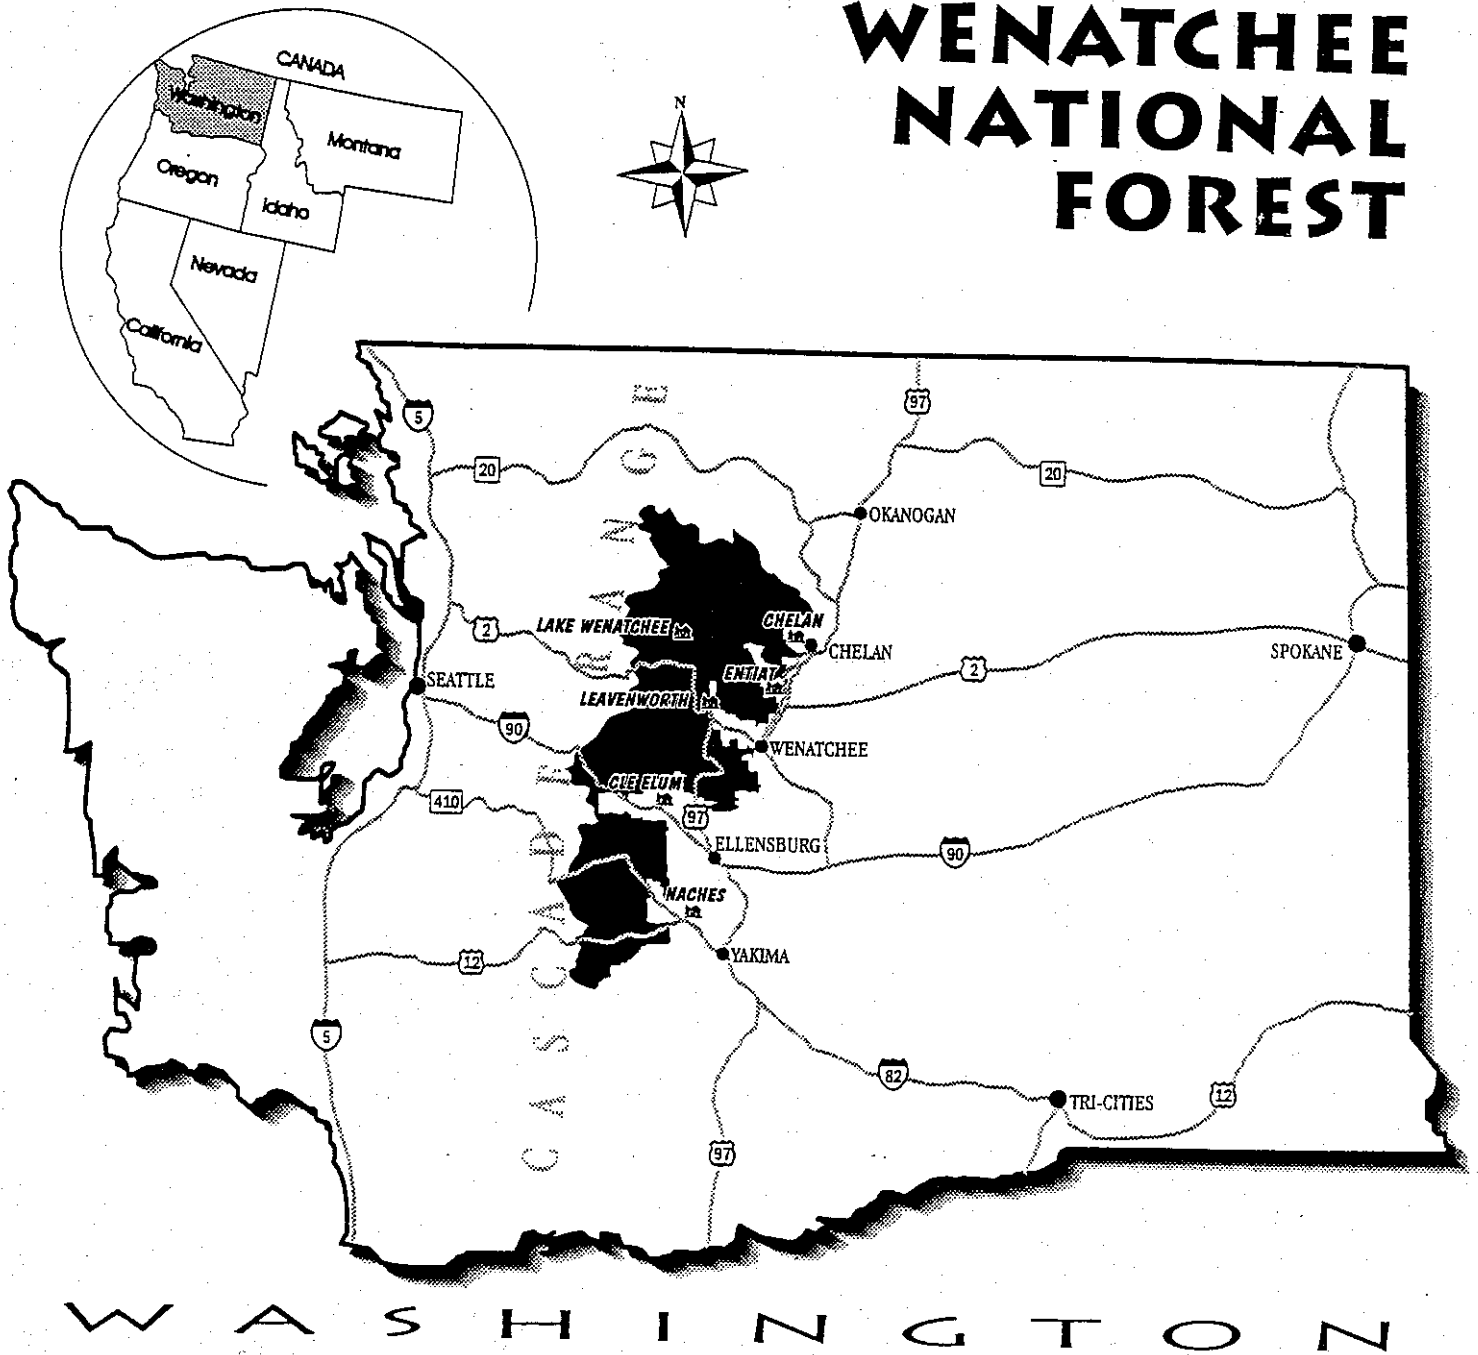 WENATCHEE
NATIONAL
FOREST
CANADA
Washington
Montana
Oregon
Idaho
Nevada
California
N
5
97
20
20
OKANOGAN
2
LAKE WENATCHEE
CHELAN
CHELAN
SPOKANE
SEATTLE
ENTIAT
2
LEAVENWORTH
90
WENATCHEE
CLE ELUM
410
97
ELLENSBURG
90
NACHES
12
YAKIMA
5
82
TRI-CITIES
12
97
CASCADE RANGE
WASHINGTON